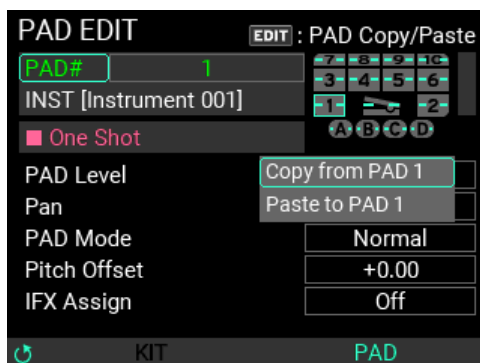 PAD EDIT
EDIT : PAD Copy/Paste
PAD# 1
-7- -8- -9- -10-
-3- -4- -5- -6-
INST [Instrument 001]
-1- -2-
A B C D
One Shot
PAD Level
Copy from PAD 1
Pan
Paste to PAD 1
PAD Mode Normal
Pitch Offset +0.00
IFX Assign Off
KIT PAD